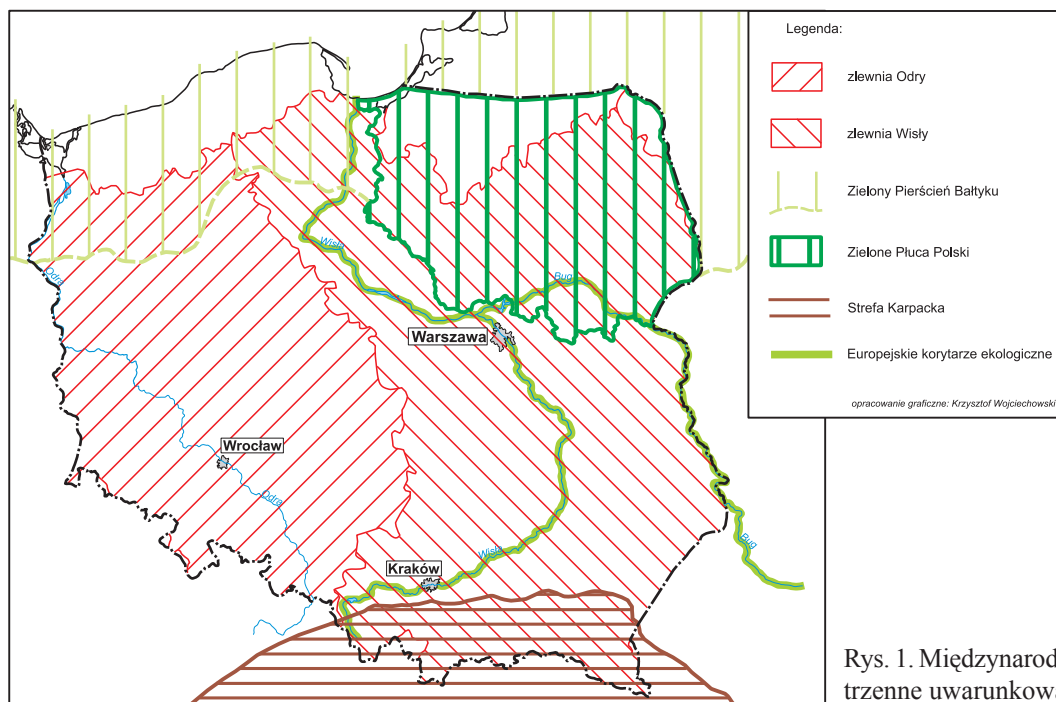 Legenda:
zlewnia Odry
zlewnia Wisły
Zielony Pierścień Bałtyku
Zielone Płuca Polski
Strefa Karpacka
Europejskie korytarze ekologiczne
opracowanie graficzne: Krzysztof Wojciechowski
Wisła
Bug
Odra
Warszawa
Wrocław
Odra
Wisła
Bug
Kraków
Rys. 1. Międzynarod
trzenne uwarunkowa